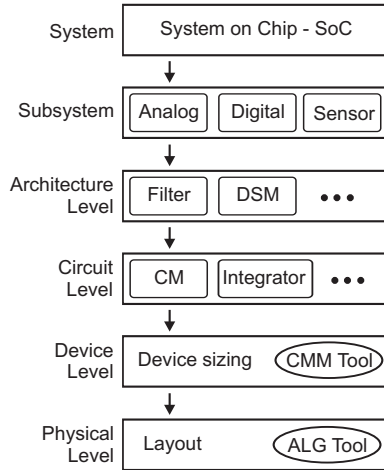 System
System on Chip - SoC
Subsystem
Analog
Digital
Sensor
Architecture
Level
Filter
DSM
•••
Circuit
Level
CM
Integrator
•••
Device
Level
Device sizing
CMM Tool
Physical
Level
Layout
ALG Tool